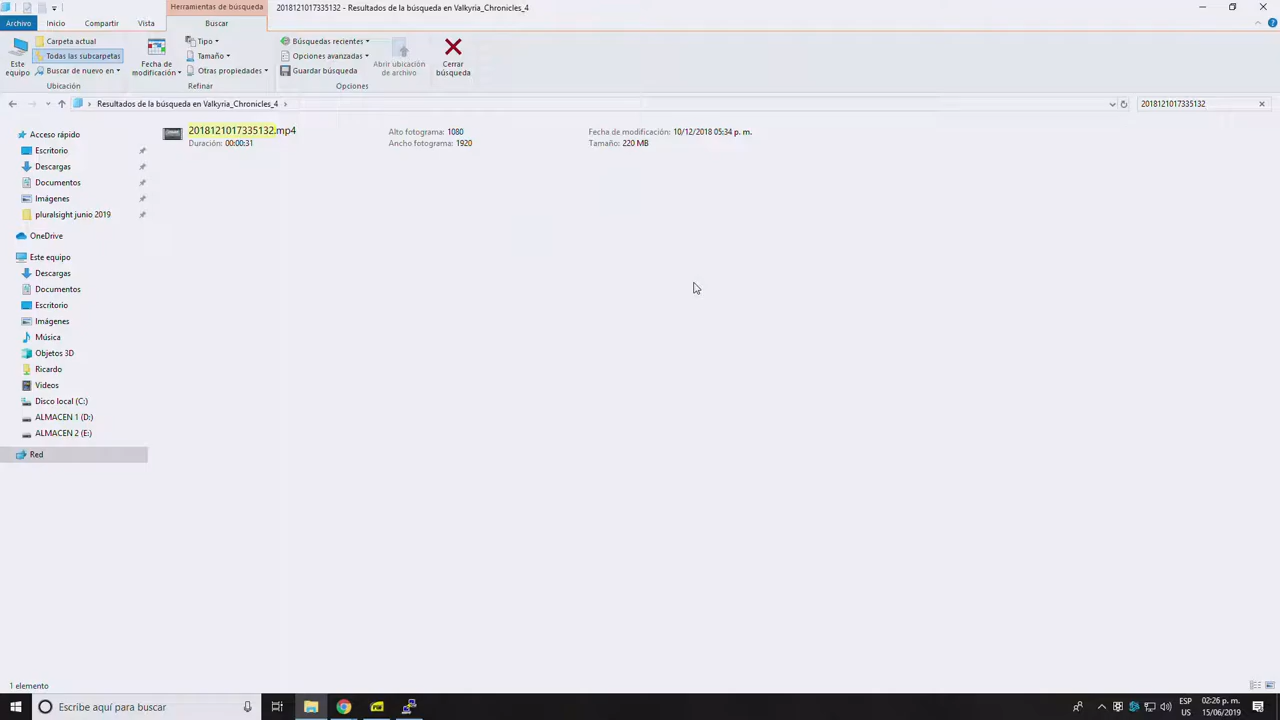 Herramientas de búsqueda
2018121017335132 - Resultados de la búsqueda en Valkyria_Chronicles_4
Archivo
Inicio
Compartir
Vista
Buscar
Este equipo
Carpeta actual
Todas las subcarpetas
Buscar de nuevo en
Ubicación
Fecha de modificación
Tipo
Tamaño
Otras propiedades
Refinar
Búsquedas recientes
Opciones avanzadas
Guardar búsqueda
Abrir ubicación de archivo
Opciones
Cerrar búsqueda
Resultados de la búsqueda en Valkyria_Chronicles_4
2018121017335132
Acceso rápido
Escritorio
Descargas
Documentos
Imágenes
pluralsight junio 2019
OneDrive
Este equipo
Descargas
Documentos
Escritorio
Imágenes
Música
Objetos 3D
Ricardo
Videos
Disco local (C:)
ALMACEN 1 (D:)
ALMACEN 2 (E:)
Red
2018121017335132.mp4
Duración: 00:00:31
Alto fotograma: 1080
Ancho fotograma: 1920
Fecha de modificación: 10/12/2018 05:34 p. m.
Tamaño: 220 MB
1 elemento
Escribe aquí para buscar
ESP
US
02:26 p. m.
15/06/2019